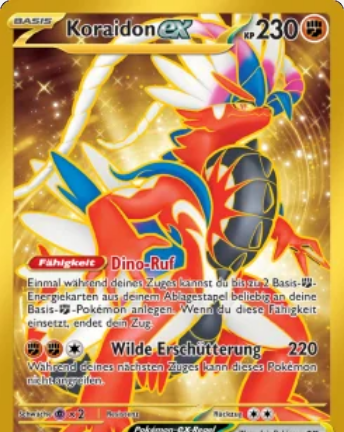 BASIS Koraidon ex KP 230
Fähigkeit Dino-Ruf
Einmal während deines Zuges kannst du bis zu 2 Basis-
Energiekarten aus deinem Ablagestapel beliebig an deine
Basis- -Pokémon anlegen. Wenn du diese Fähigkeit
einsetzt, endet dein Zug.
Wilde Erschütterung 220
Während deines nächsten Zuges kann dieses Pokémon
nicht angreifen.
Schwäche x2 Resistenz Rückzug
Pokémon-ex-Regel